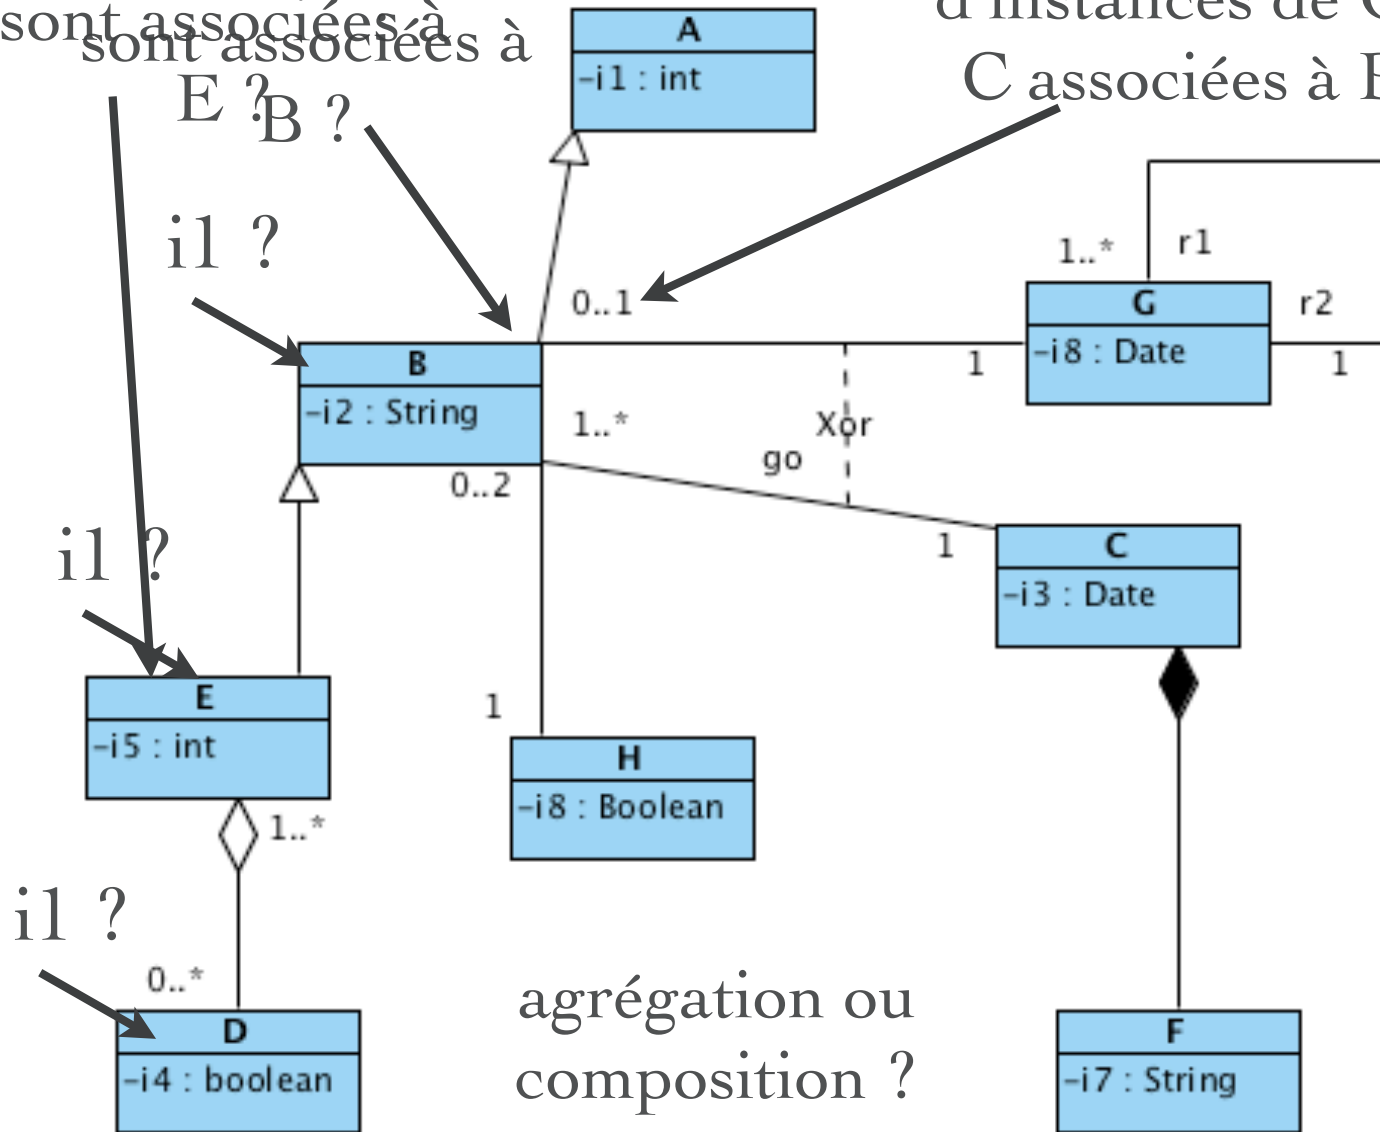 sont associées à
sont associées à
d'instances de
E ?
B ?
C associées à
A
-i1 : int
i1 ?
1..*
r1
0..1
G
r2
-i8 : Date
1
1
B
-i2 : String
1..*
Xor
go
0..2
1
C
-i3 : Date
i1 ?
E
-i5 : int
1
H
-i8 : Boolean
1..*
i1 ?
0..*
agrégation ou
composition ?
D
-i4 : boolean
F
-i7 : String